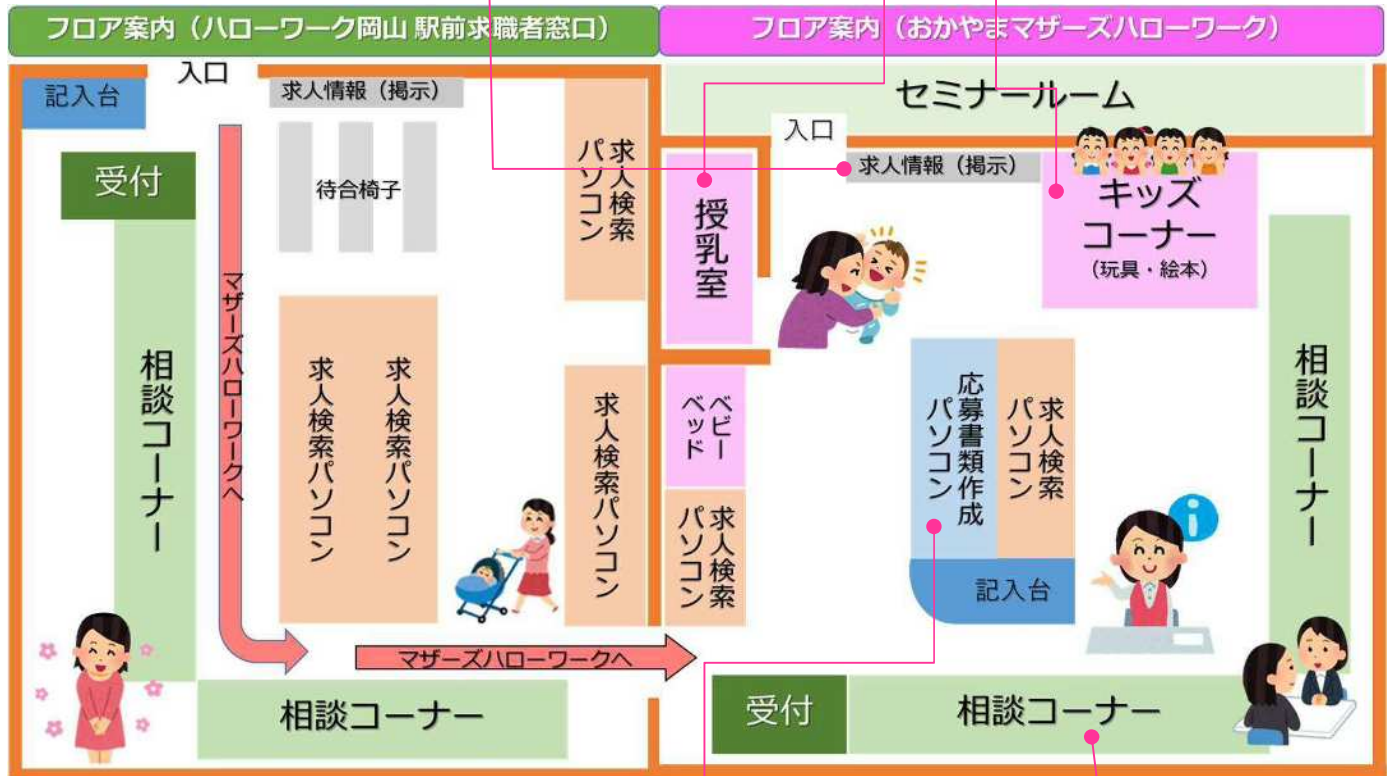 フロア案内（ハローワーク岡山 駅前求職者窓口）
記入台
入口
求人情報（掲示）
受付
待合椅子
求人検索
パソコン
マザーズハローワークへ
相談コーナー
求人検索パソコン
求人検索パソコン
求人検索パソコン
マザーズハローワークへ
相談コーナー
フロア案内（おかやまマザーズハローワーク）
セミナールーム
入口
求人情報（掲示）
キッズ
コーナー
（玩具・絵本）
授乳室
相談コーナー
ベビー
ベッド
応募書類作成
パソコン
求人検索
パソコン
求人検索
パソコン
記入台
i
受付
相談コーナー